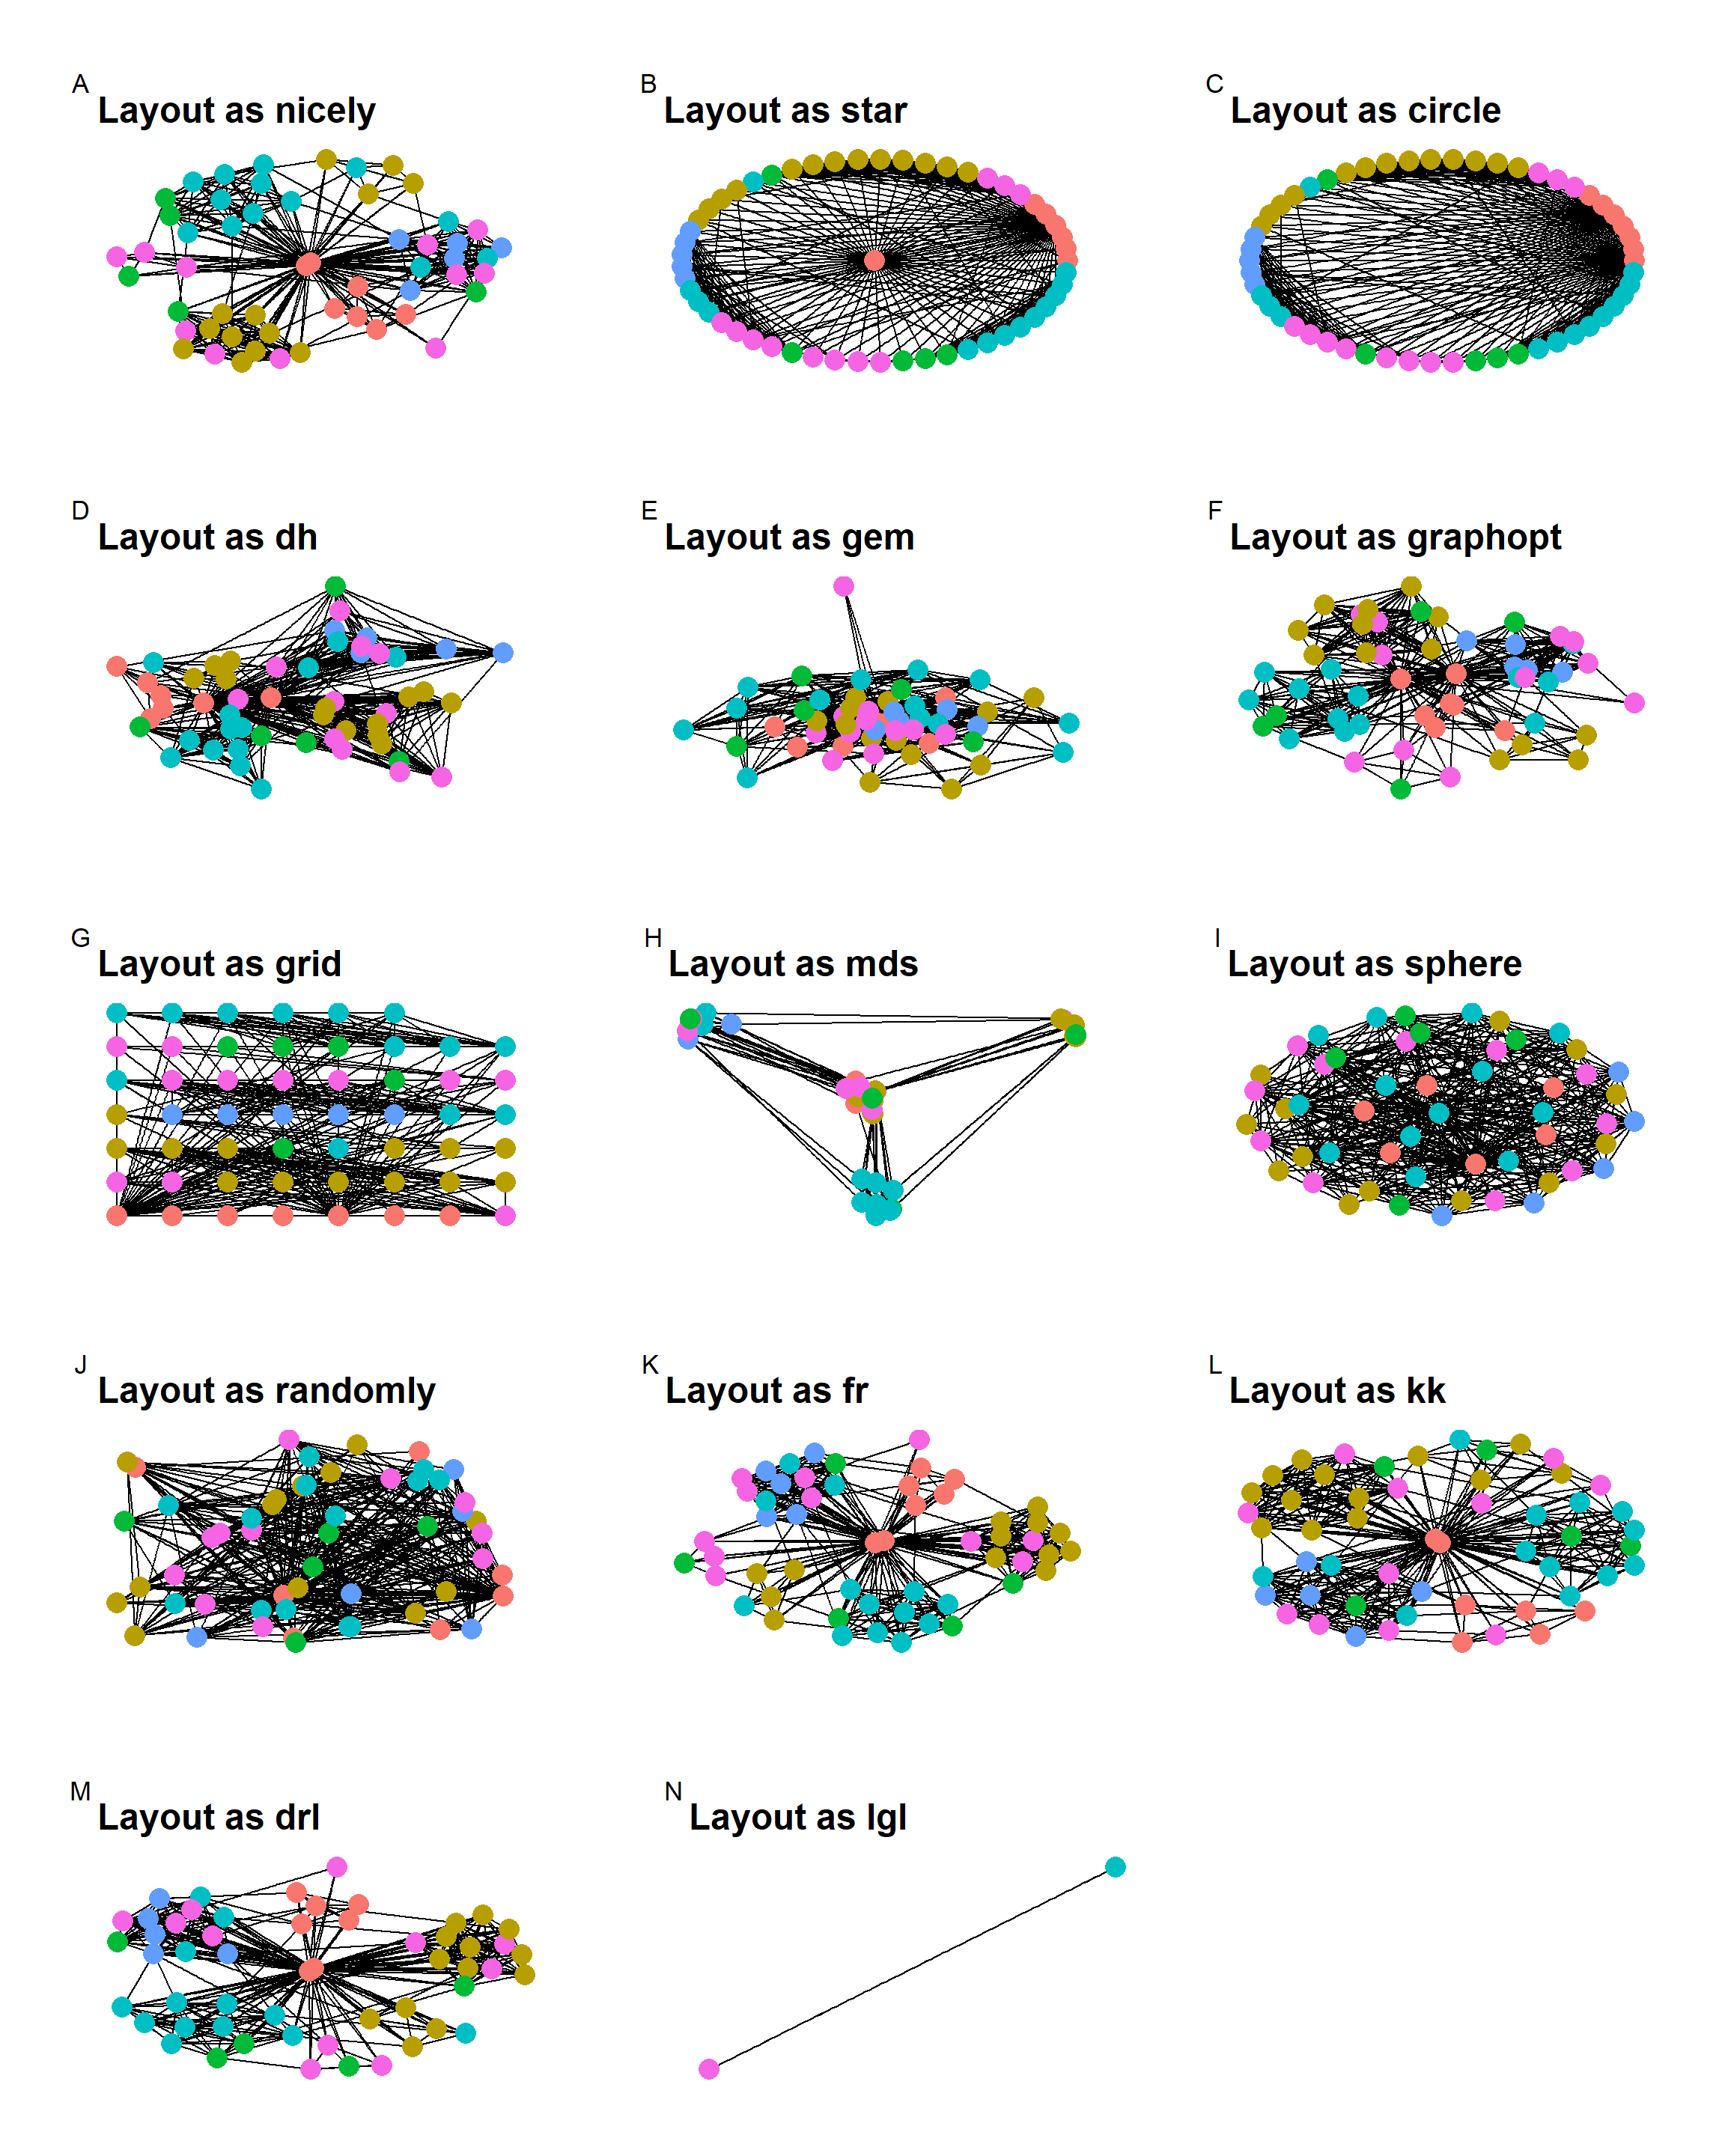 A
Layout as nicely
B
Layout as star
C
Layout as circle
D
Layout as dh
E
Layout as gem
F
Layout as graphopt
G
Layout as grid
H
Layout as mds
I
Layout as sphere
J
Layout as randomly
K
Layout as fr
L
Layout as kk
M
Layout as drl
N
Layout as lgl